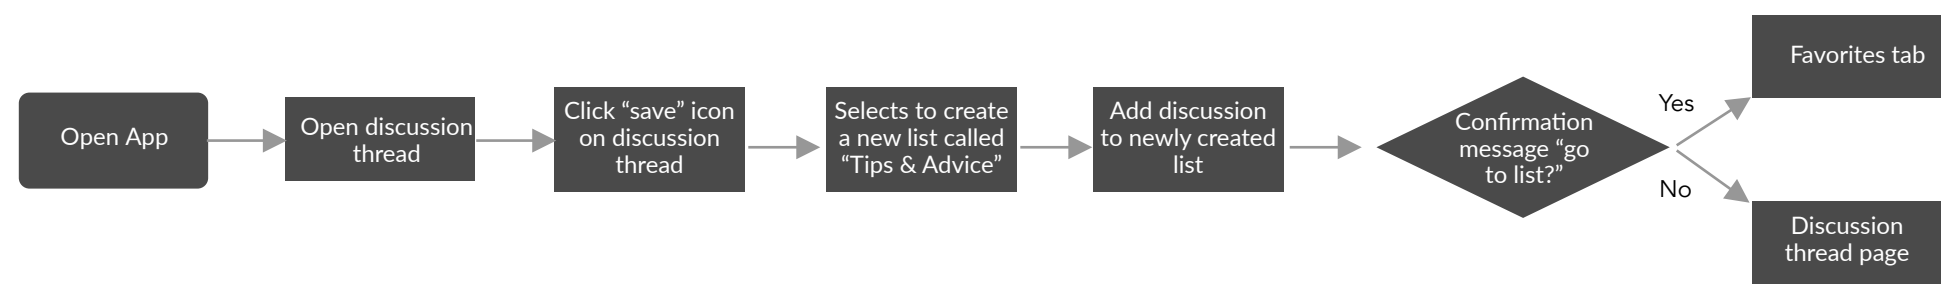 Open App
Open discussion
thread
Click “save” icon
on discussion
thread
Selects to create
a new list called
“Tips & Advice”
Add discussion
to newly created
list
Confirmation
message “go
to list?”
Yes
No
Favorites tab
Discussion
thread page